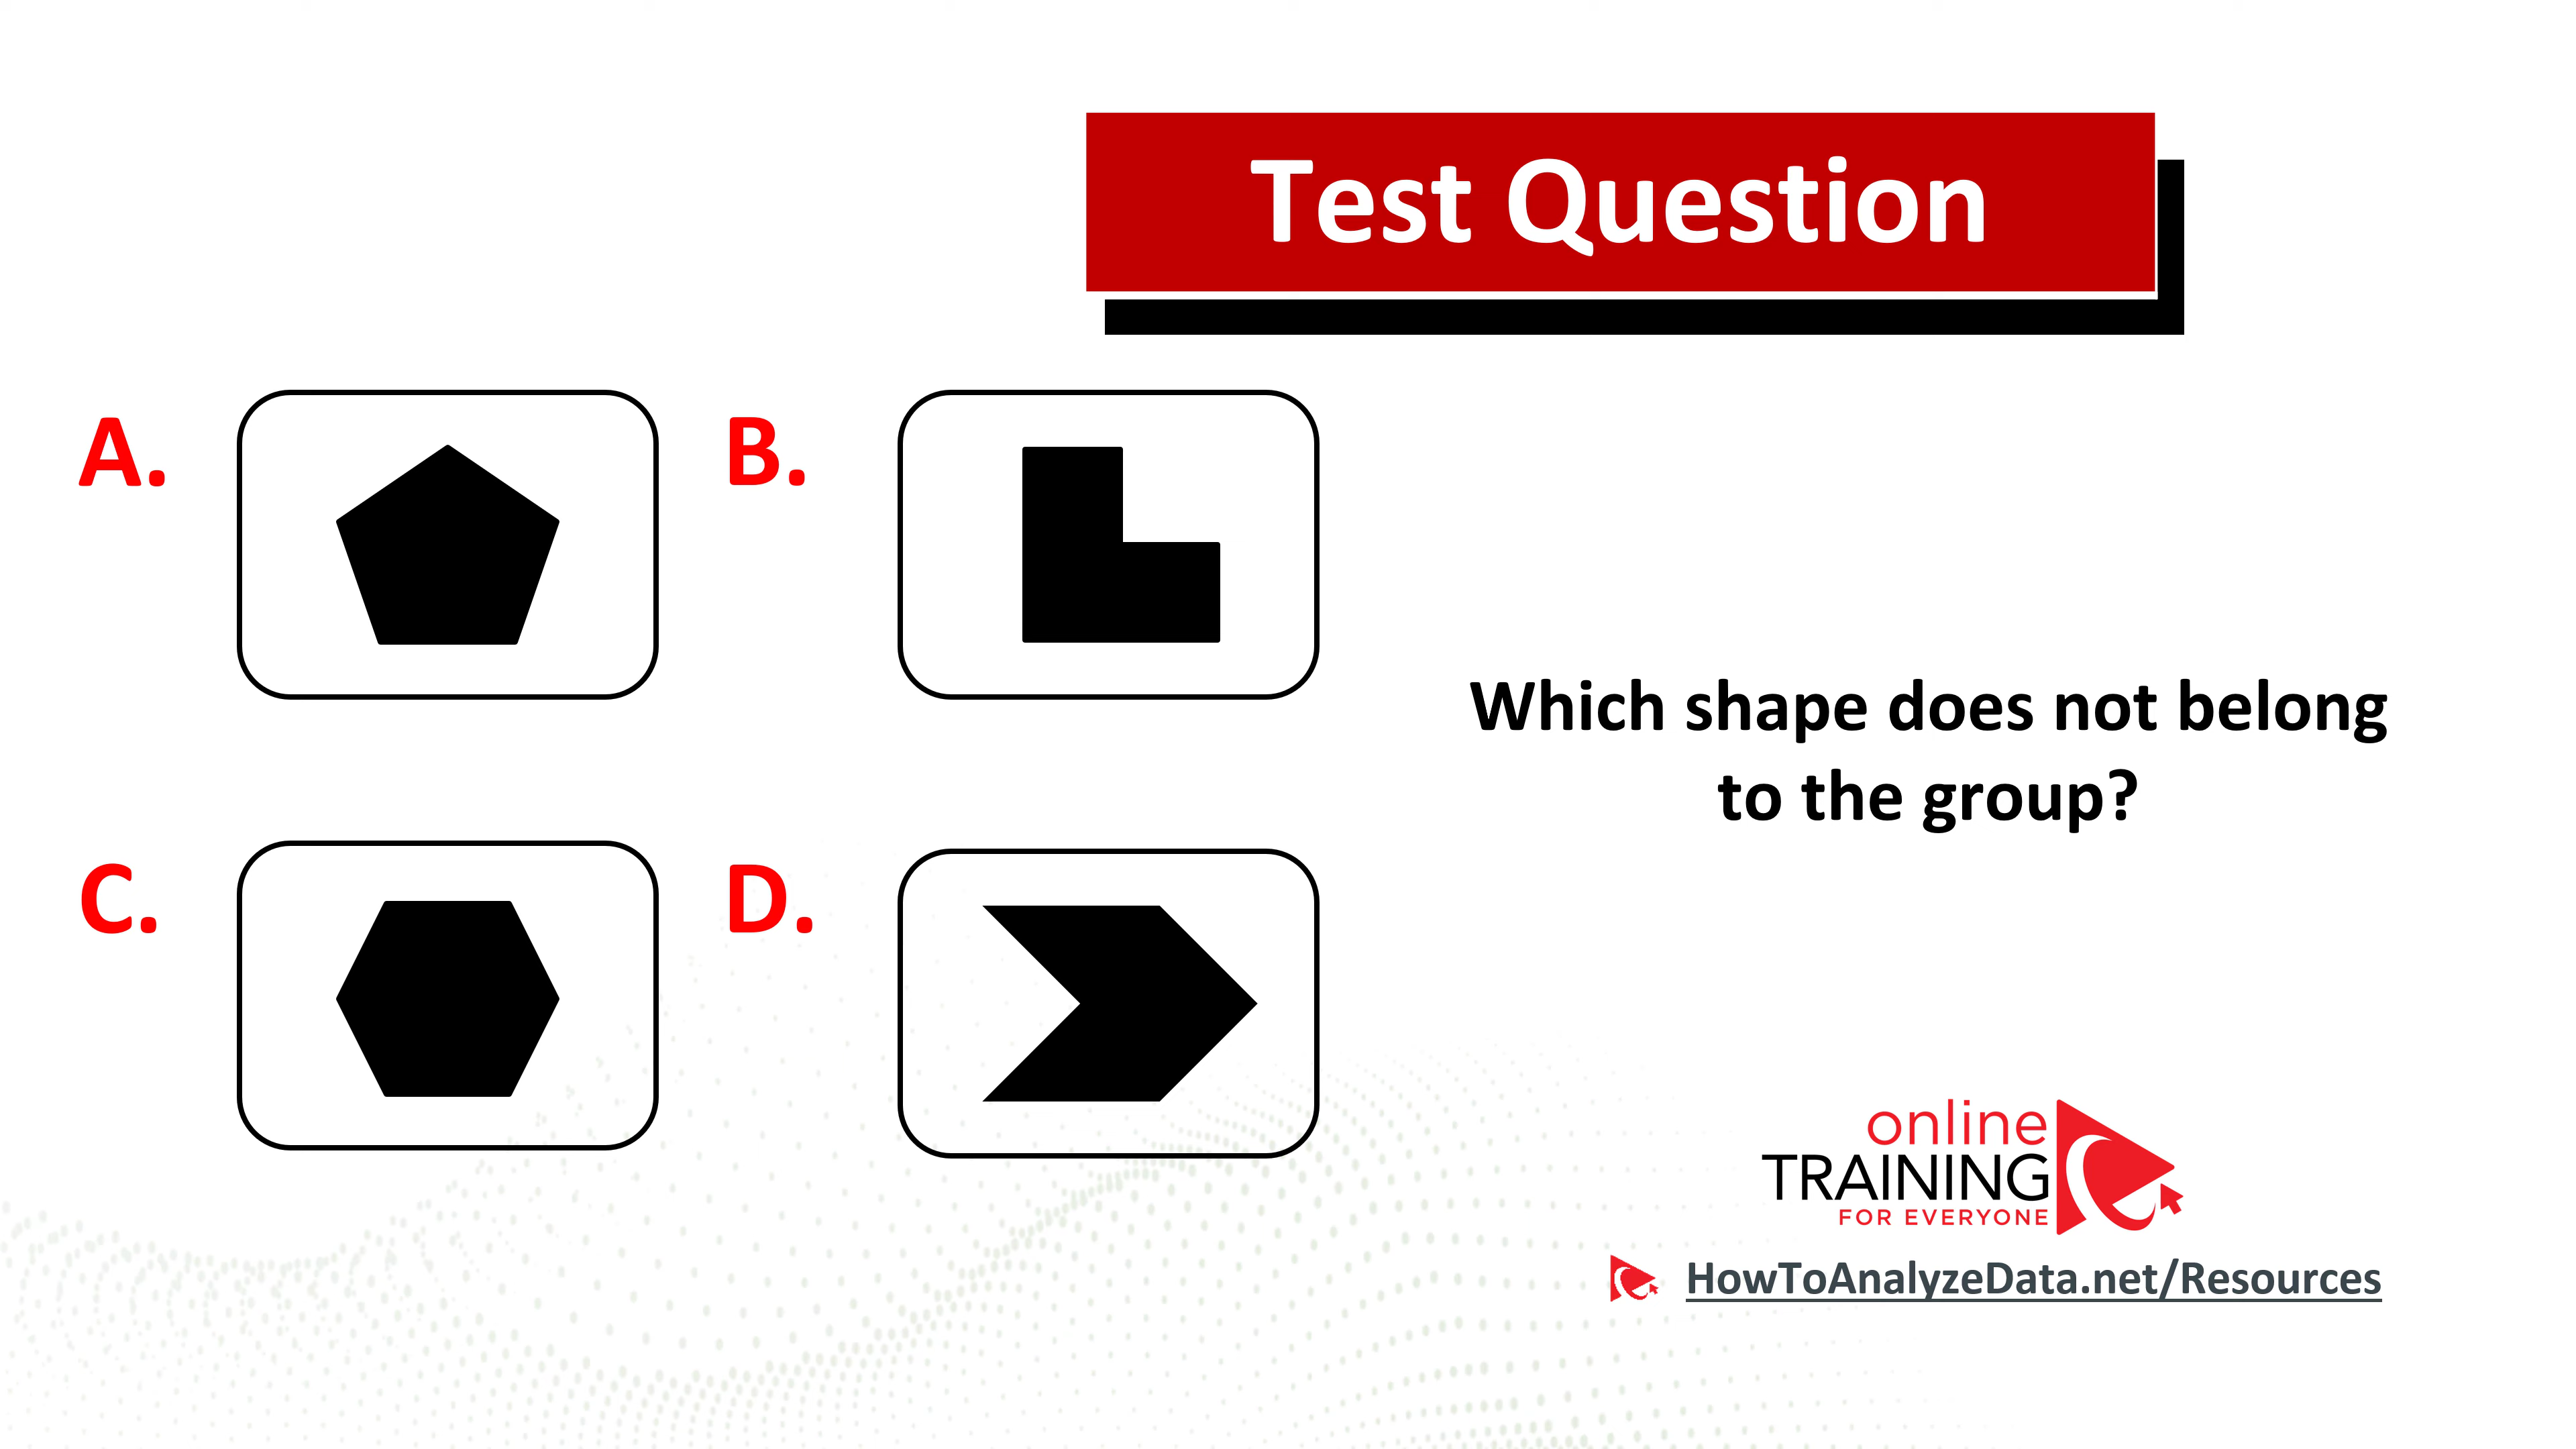 Test Question
A.
B.
C.
D.
Which shape does not belong
to the group?
online
TRAINING
FOR EVERYONE
HowToAnalyzeData.net/Resources